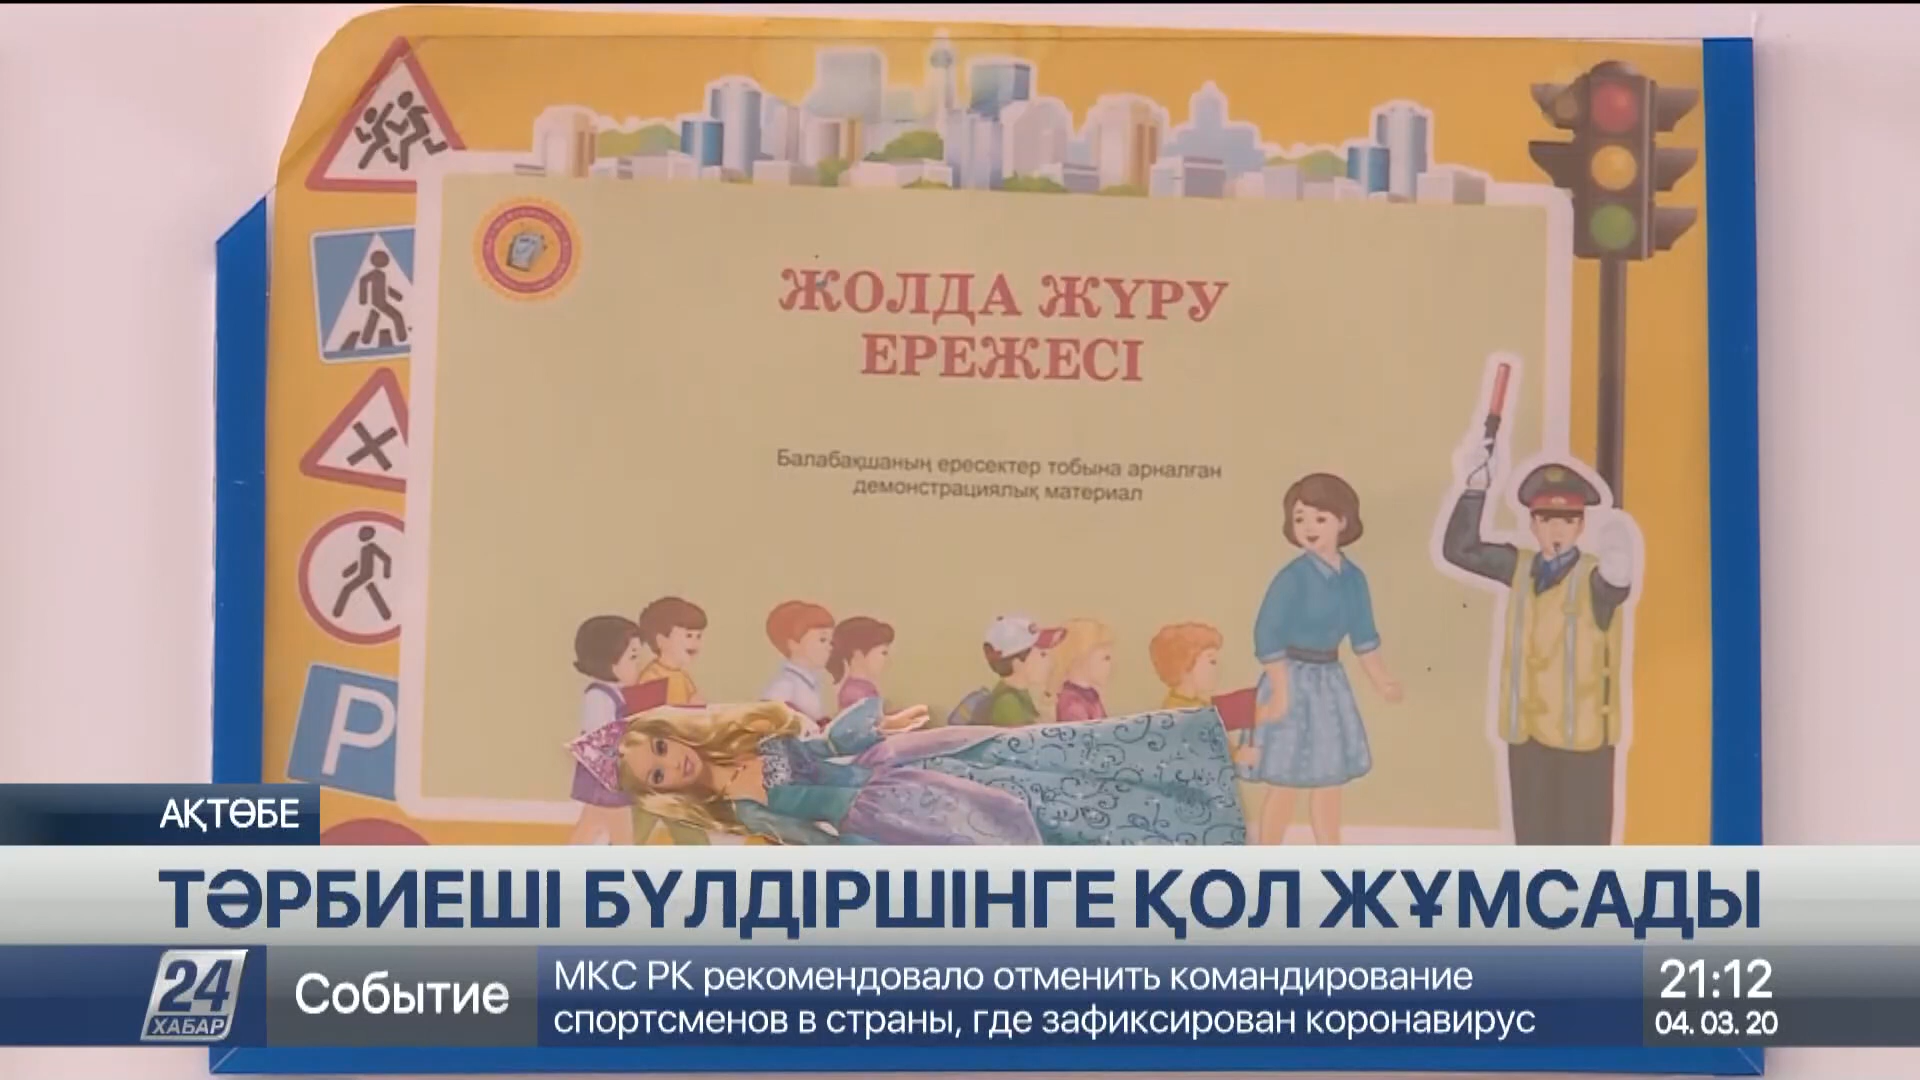 ЖОЛДА ЖҮРУ
ЕРЕЖЕСІ
Балабақшаның ересектер тобына арналған
демонстрациялық материал
P
АҚТӨБЕ
ТӘРБИЕШІ БҮЛДІРШІНГЕ ҚОЛ ЖҰМСАДЫ
24
ХАБАР
Событие
МКС РК рекомендовало отменить командирование
спортсменов в страны, где зафиксирован коронавирус
21:12
04. 03. 20